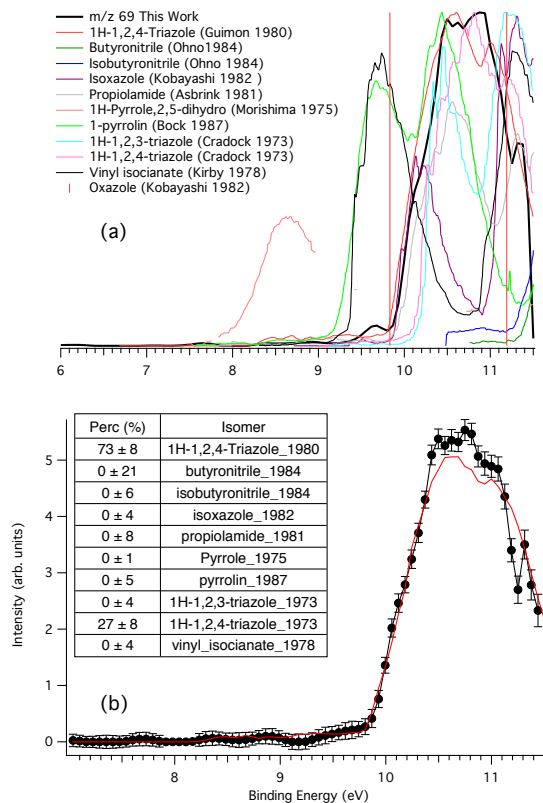 m/z 69 This Work
1H-1,2,4-Triazole (Guimon 1980)
Butyronitrile (Ohno1984)
Isobutyronitrile (Ohno 1984)
Isoxazole (Kobayashi 1982 )
Propiolamide (Asbrink 1981)
1H-Pyrrole,2,5-dihydro (Morishima 1975)
1-pyrrolin (Bock 1987)
1H-1,2,3-triazole (Cradock 1973)
1H-1,2,4-triazole (Cradock 1973)
Vinyl isocianate (Kirby 1978)
Oxazole (Kobayashi 1982)
(a)
6 7 8 9 10 11
Perc (%) Isomer
73 ± 8 1H-1,2,4-Triazole_1980
0 ± 21 butyronitrile_1984
0 ± 6 isobutyronitrile_1984
0 ± 4 isoxazole_1982
0 ± 8 propiolamide_1981
0 ± 1 Pyrrole_1975
0 ± 5 pyrrolin_1987
0 ± 4 1H-1,2,3-triazole_1973
27 ± 8 1H-1,2,4-triazole_1973
0 ± 4 vinyl_isocianate_1978
(b)
5
4
3
2
1
0
Intensity (arb. units)
8 9 10 11
Binding Energy (eV)